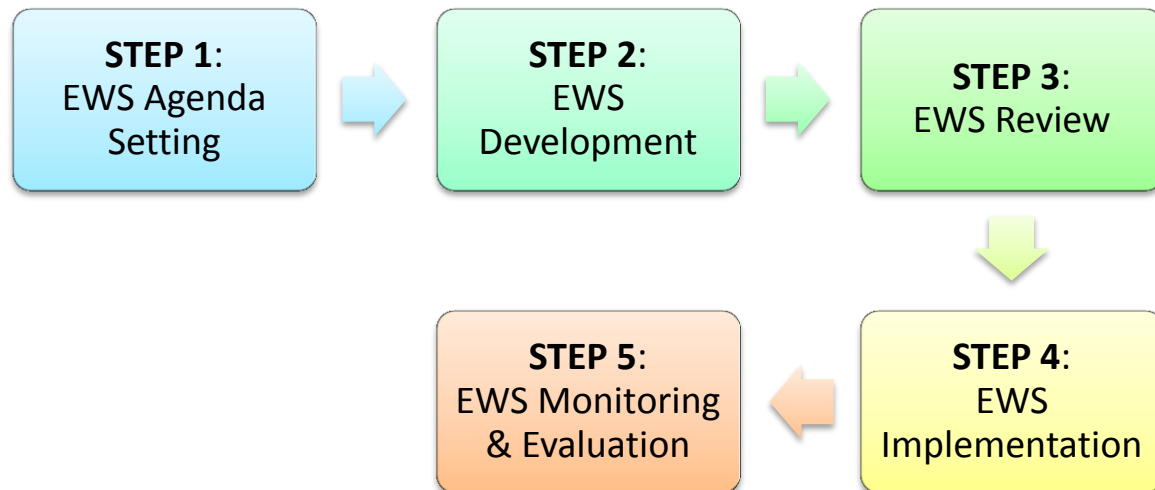 STEP 1:
EWS Agenda
Setting
STEP 2:
EWS
Development
STEP 3:
EWS Review
STEP 4:
EWS
Implementation
STEP 5:
EWS Monitoring
& Evaluation